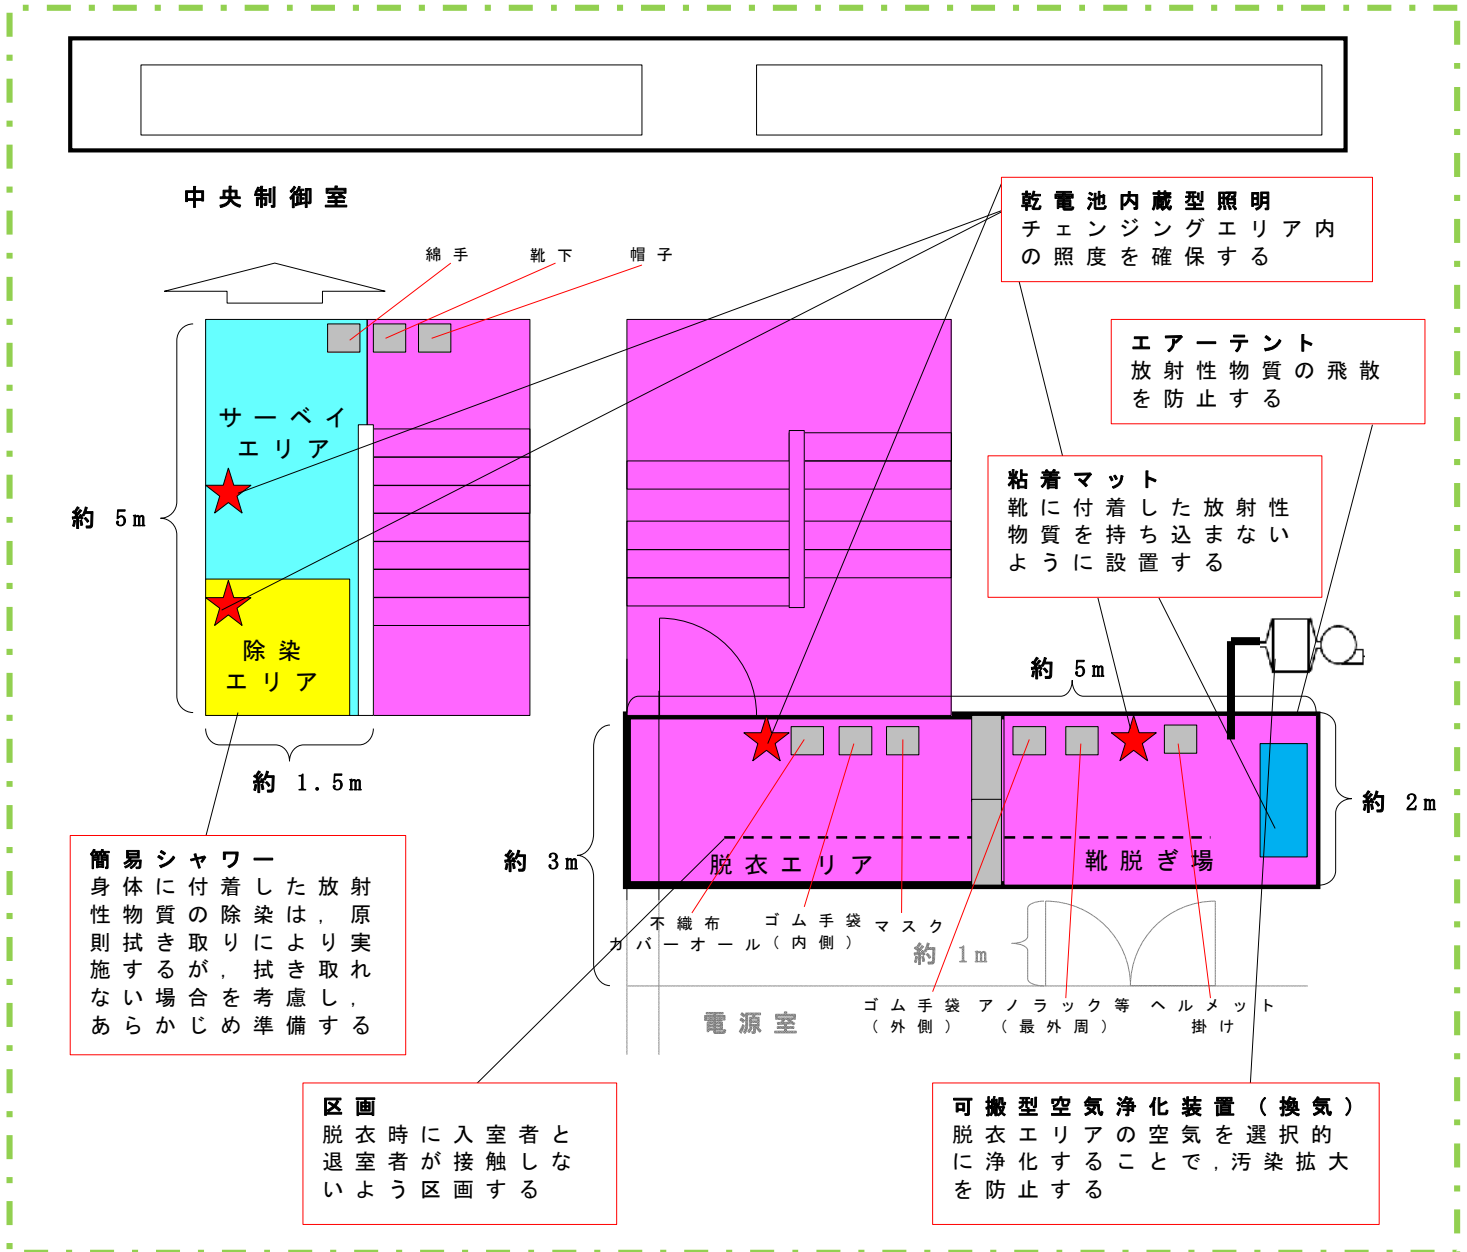 中央制御室
綿手
靴下
帽子
乾電池内蔵型照明
チェンジングエリア内
の照度を確保する
エアーテント
放射性物質の飛散
を防止する
サーベイ
エリア
粘着マット
靴に付着した放射性
物質を持ち込まない
ように設置する
約 5m
除染
エリア
約 5m
約 1.5m
約 2m
簡易シャワー
身体に付着した放射
性物質の除染は，原
則拭き取りにより実
施するが，拭き取れ
ない場合を考慮し，
あらかじめ準備する
約 3m
脱衣エリア
靴脱ぎ場
不織布
カバーオール
ゴム手袋
（内側）
マスク
約 1m
電源室
ゴム手袋
（外側）
アノラック等
（最外周）
ヘルメット
掛け
区画
脱衣時に入室者と
退室者が接触しな
いよう区画する
可搬型空気浄化装置（換気）
脱衣エリアの空気を選択的
に浄化することで，汚染拡大
を防止する